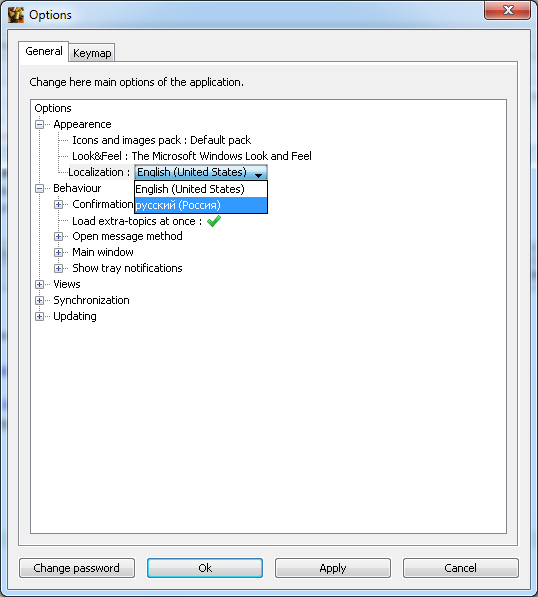 Options
General
Keymap
Change here main options of the application.
Options
Appearence
Icons and images pack : Default pack
Look&Feel : The Microsoft Windows Look and Feel
Localization : English (United States)
English (United States)
русский (Россия)
Behaviour
Confirmation
Load extra-topics at once :
Open message method
Main window
Show tray notifications
Views
Synchronization
Updating
Change password
Ok
Apply
Cancel